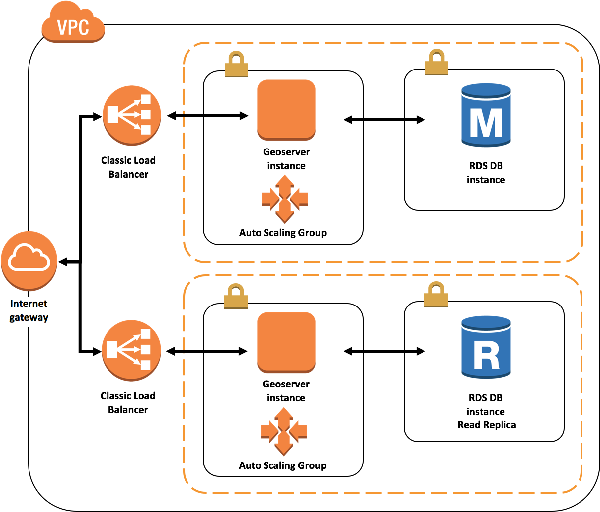 VPC
Classic Load
Balancer
Geoserver
instance
Auto Scaling Group
M
RDS DB
instance
Internet
gateway
Classic Load
Balancer
Geoserver
instance
Auto Scaling Group
R
RDS DB
instance
Read Replica